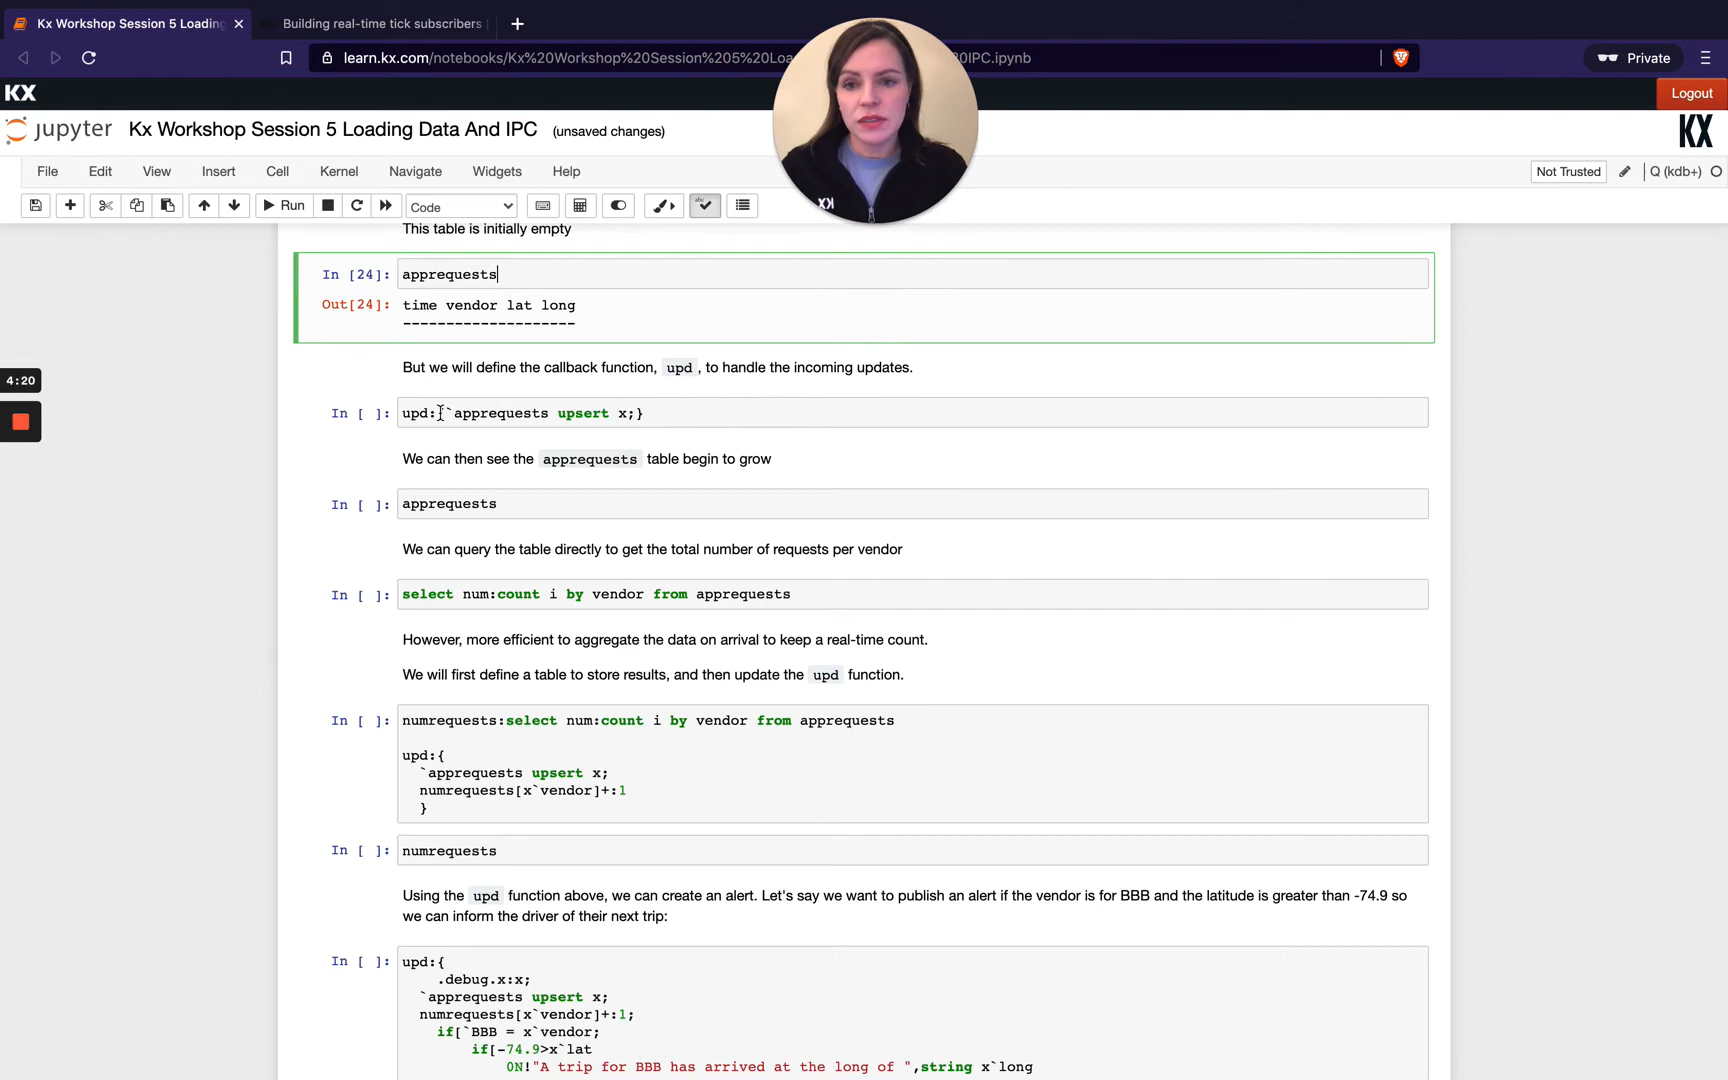 Kx Workshop Session 5 Loading
Building real-time tick subscribers
learn.kx.com/notebooks/Kx%20Workshop%20Session%205%20Loa
20IPC.ipynb
Private
KX
Logout
jupyter
Kx Workshop Session 5 Loading Data And IPC (unsaved changes)
KX
File Edit View Insert Cell Kernel Navigate Widgets Help
Not Trusted
Q (kdb+)
Run
Code
KX
This table is initially empty
In [24]: apprequests
Out[24]: time vendor lat long
--------------------
4:20
But we will define the callback function, upd , to handle the incoming updates.
In [ ]: upd:{`apprequests upsert x;}
We can then see the apprequests table begin to grow
In [ ]: apprequests
We can query the table directly to get the total number of requests per vendor
In [ ]: select num:count i by vendor from apprequests
However, more efficient to aggregate the data on arrival to keep a real-time count.
We will first define a table to store results, and then update the upd function.
In [ ]: numrequests:select num:count i by vendor from apprequests
upd:{
`apprequests upsert x;
numrequests[x`vendor]+:1
}
In [ ]: numrequests
Using the upd function above, we can create an alert. Let's say we want to publish an alert if the vendor is for BBB and the latitude is greater than -74.9 so
we can inform the driver of their next trip:
In [ ]: upd:{
.debug.x:x;
`apprequests upsert x;
numrequests[x`vendor]+:1;
if[`BBB = x`vendor;
if[-74.9>x`lat
0N!"A trip for BBB has arrived at the long of ",string x`long